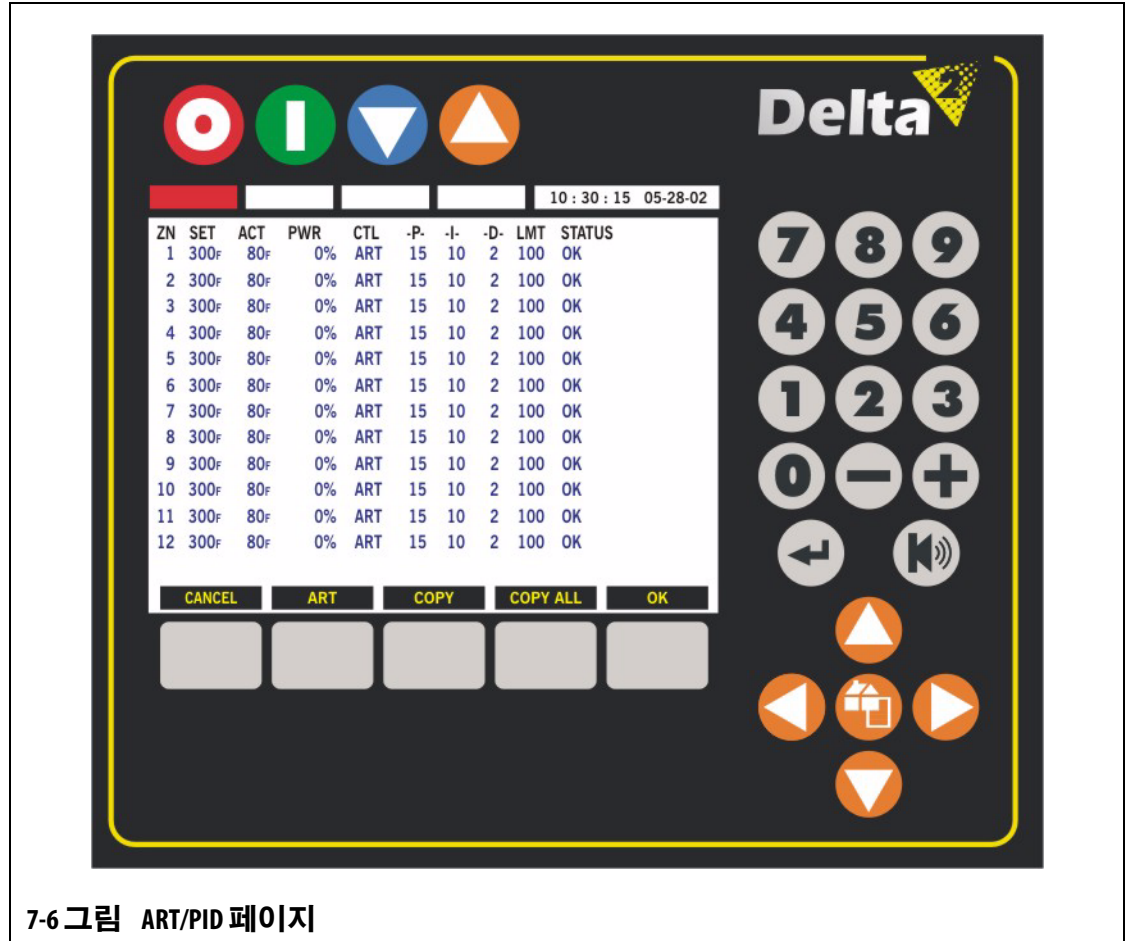 Delta 2
10 : 30 : 15 05-28-02
ZN SET ACT PWR CTL -P- -I- -D- LMT STATUS
1 300F 80F 0% ART 15 10 2 100 OK
2 300F 80F 0% ART 15 10 2 100 OK
3 300F 80F 0% ART 15 10 2 100 OK
4 300F 80F 0% ART 15 10 2 100 OK
5 300F 80F 0% ART 15 10 2 100 OK
6 300F 80F 0% ART 15 10 2 100 OK
7 300F 80F 0% ART 15 10 2 100 OK
8 300F 80F 0% ART 15 10 2 100 OK
9 300F 80F 0% ART 15 10 2 100 OK
10 300F 80F 0% ART 15 10 2 100 OK
11 300F 80F 0% ART 15 10 2 100 OK
12 300F 80F 0% ART 15 10 2 100 OK
CANCEL ART COPY COPY ALL OK
7 8 9
4 5 6
1 2 3
0 - +
7-6 그림 ART/PID 페이지